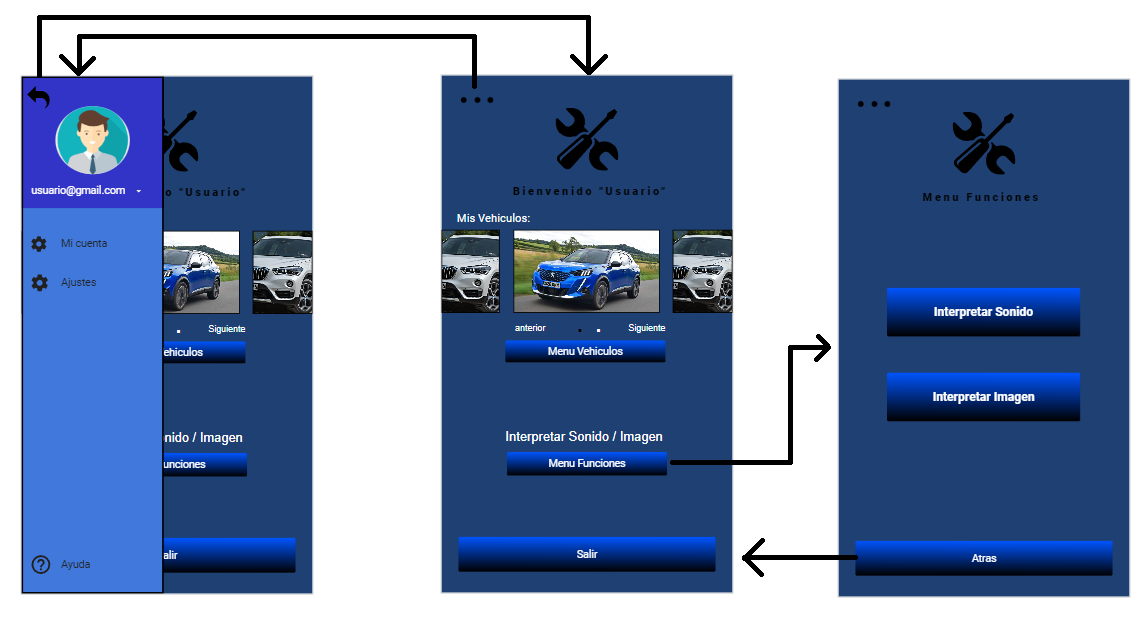 usuario@gmail.com
Mi cuenta
Ajustes
Ayuda
o "Usuario"
Siguiente
ehiculos
nido / Imagen
unciones
alir
Bienvenido "Usuario"
Mis Vehiculos:
anterior
Siguiente
Menu Vehiculos
Interpretar Sonido / Imagen
Menu Funciones
Salir
Menu Funciones
Interpretar Sonido
Interpretar Imagen
Atras